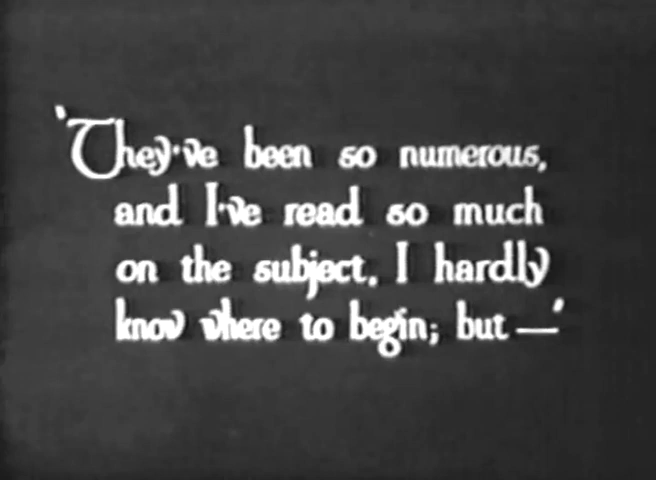 'They've been so numerous,
and I've read so much
on the subject, I hardly
know where to begin; but —'